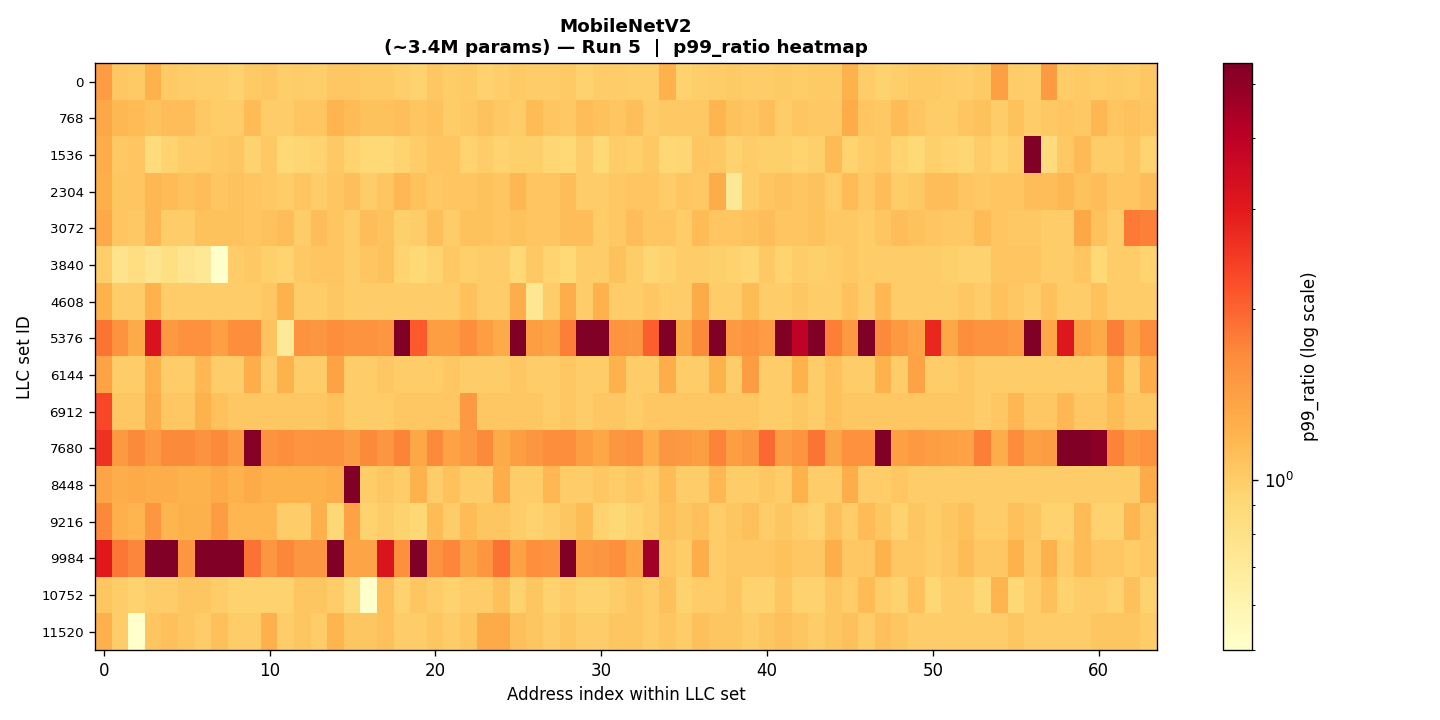 MobileNetV2
(~3.4M params) — Run 5  |  p99_ratio heatmap
0
768
1536
2304
3072
3840
4608
5376
6144
6912
7680
8448
9216
9984
10752
11520
LLC set ID
0 10 20 30 40 50 60
Address index within LLC set
10⁰
p99_ratio (log scale)